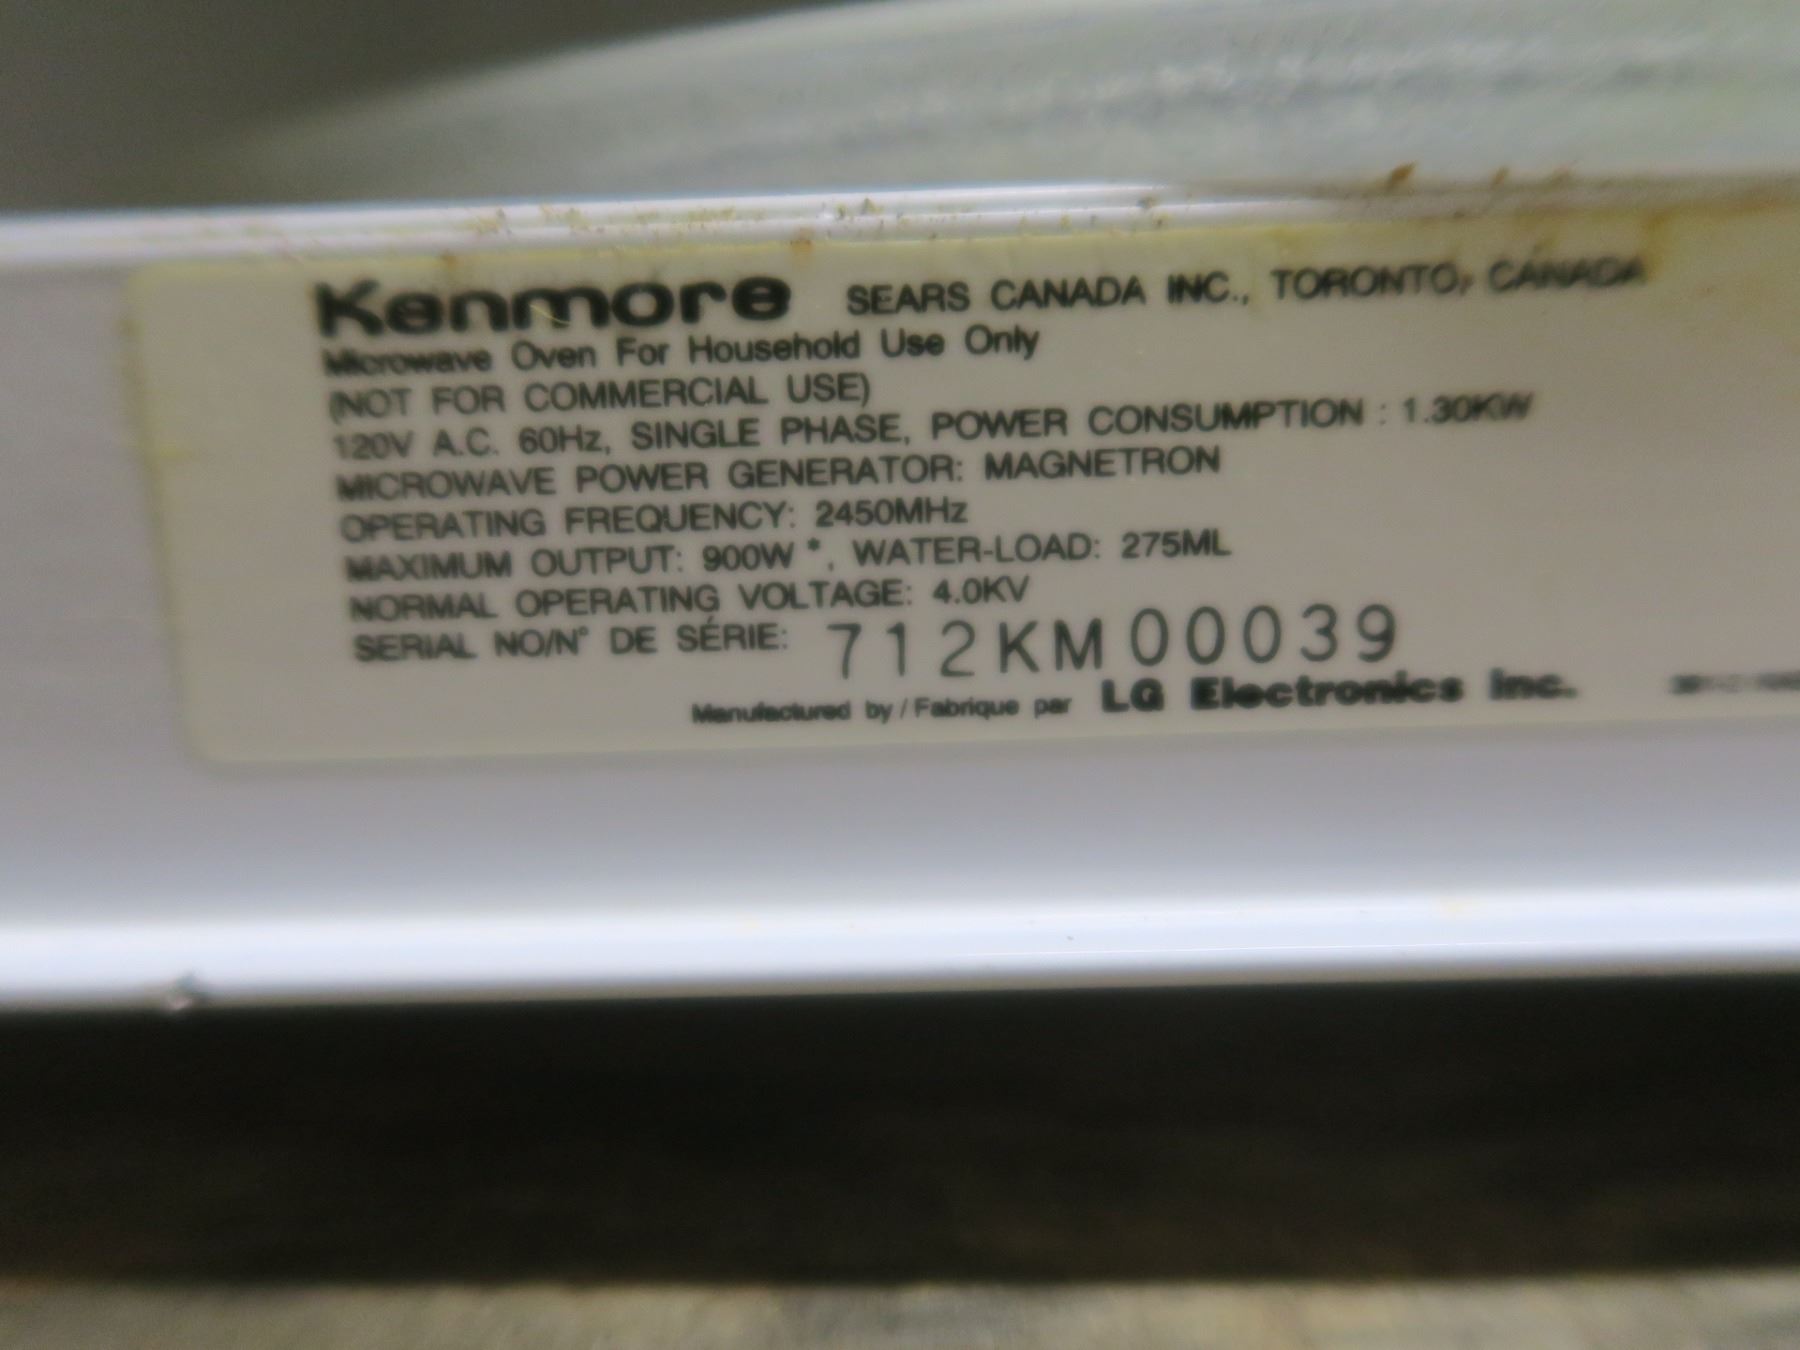 Kenmore SEARS CANADA INC., TORONTO, CANADA
Microwave Oven For Household Use Only
(NOT FOR COMMERCIAL USE)
120V A.C. 60Hz, SINGLE PHASE, POWER CONSUMPTION : 1.30KW
MICROWAVE POWER GENERATOR: MAGNETRON
OPERATING FREQUENCY: 2450MHz
MAXIMUM OUTPUT: 900W *, WATER-LOAD: 275ML
NORMAL OPERATING VOLTAGE: 4.0KV
SERIAL NO/N° DE SÉRIE: 712KM00039
Manufactured by / Fabrique par LG Electronics Inc.